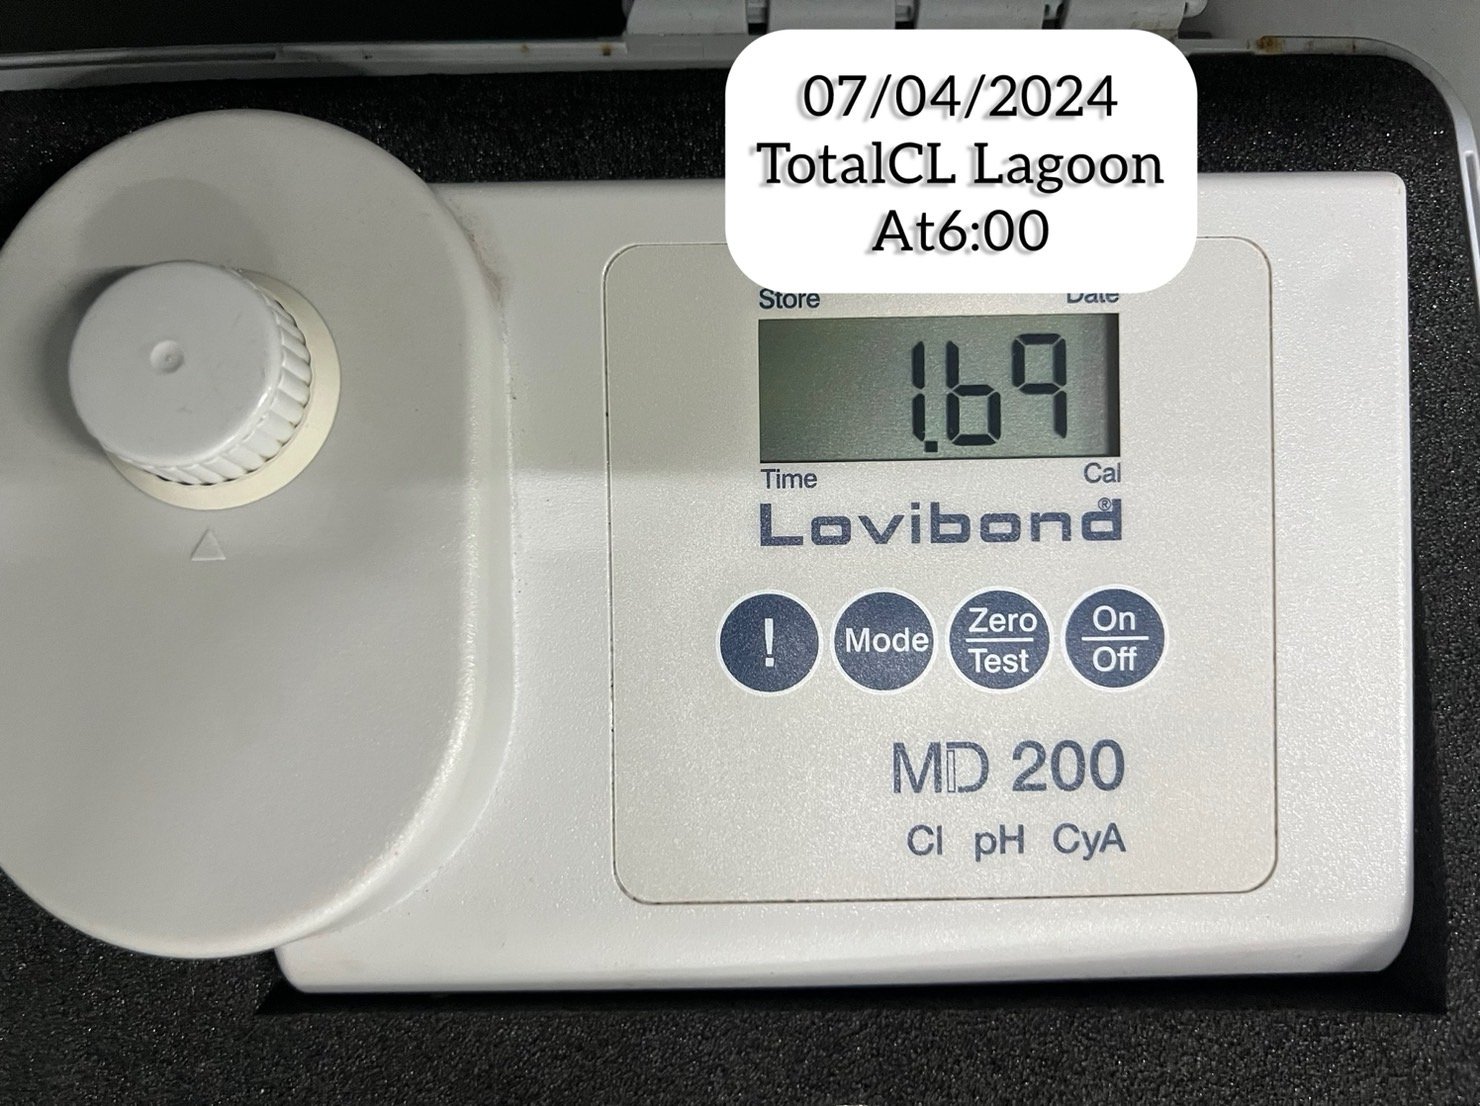 07/04/2024
TotalCL Lagoon
At6:00
Store Date
1.69
Time Cal
Lovibond®
! Mode Zero Test On Off
MD 200
Cl pH CyA